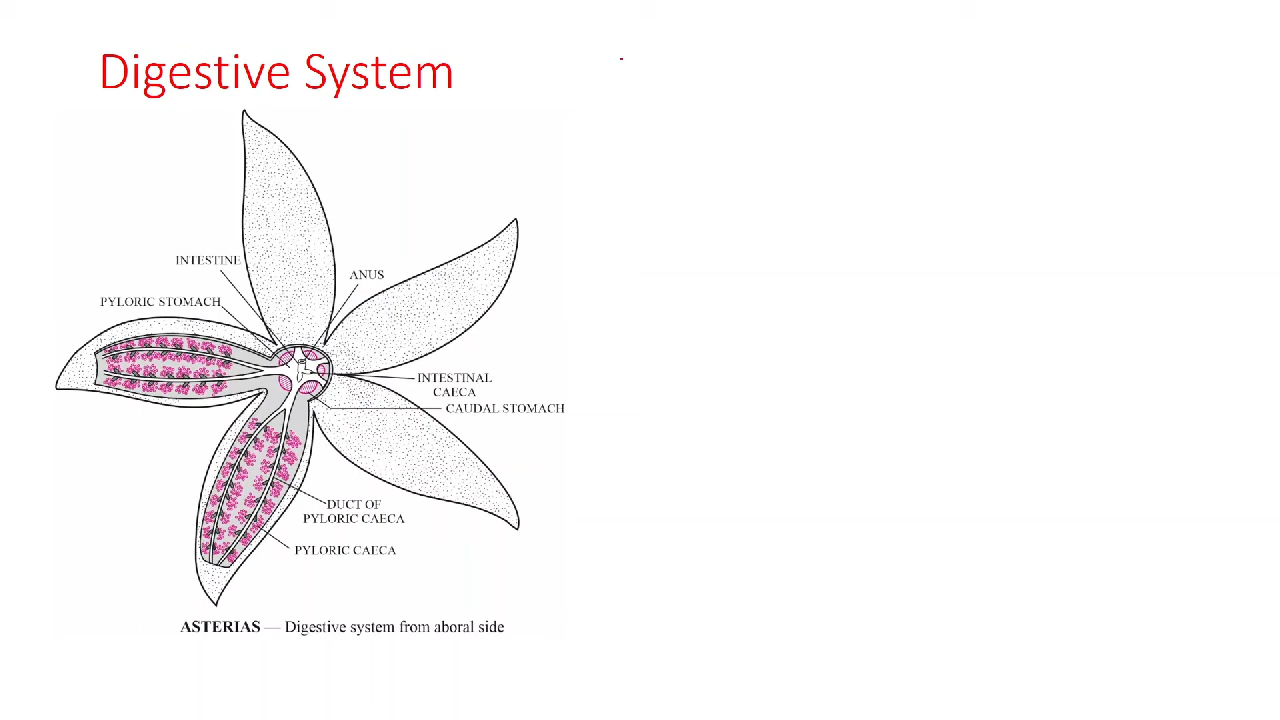 Digestive System
INTESTINE
ANUS
PYLORIC STOMACH
INTESTINAL
CAECA
CAUDAL STOMACH
DUCT OF
PYLORIC CAECA
PYLORIC CAECA
ASTERIAS — Digestive system from aboral side